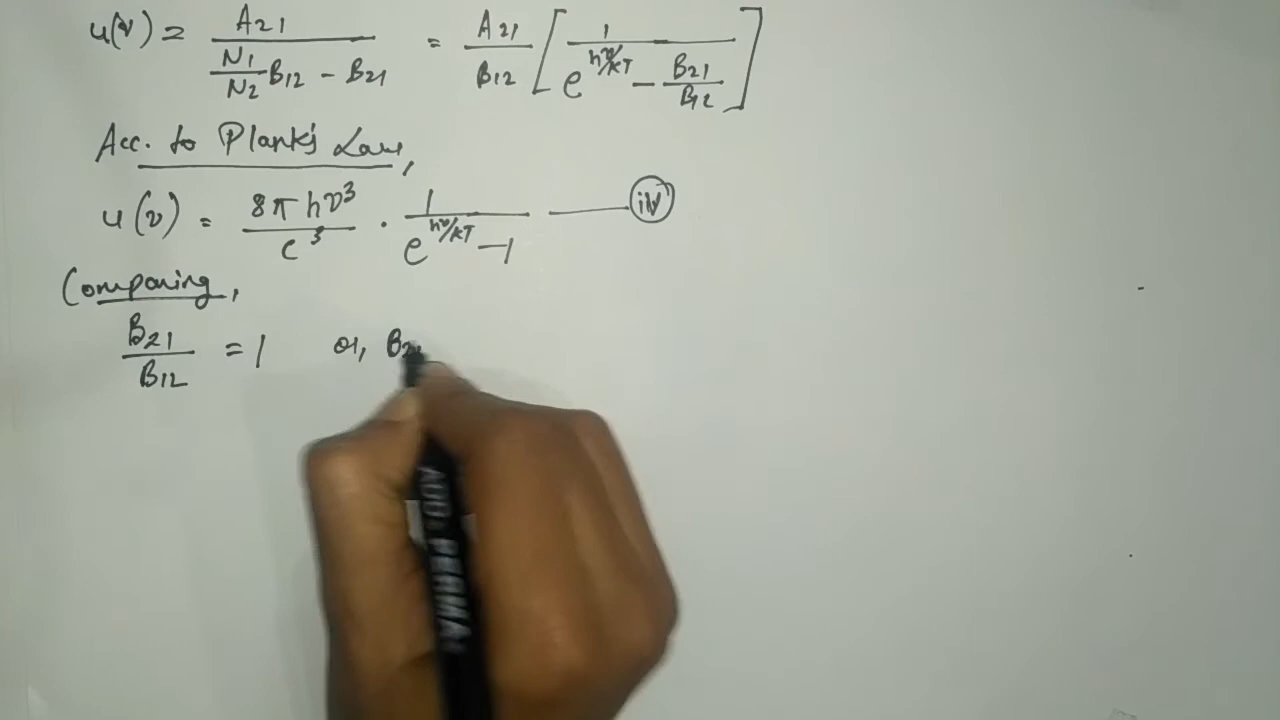 u(ν) = A21 / (N1/N2 B12 - B21) = A21/B12 [ 1 / (e^hν/kT - B21/B12) ]
Acc. to Plank's Law,
u(ν) = 8πhν³/c³ · 1/(e^hν/kT - 1) —— iv
Comparing,
B21/B12 = 1 or, B21